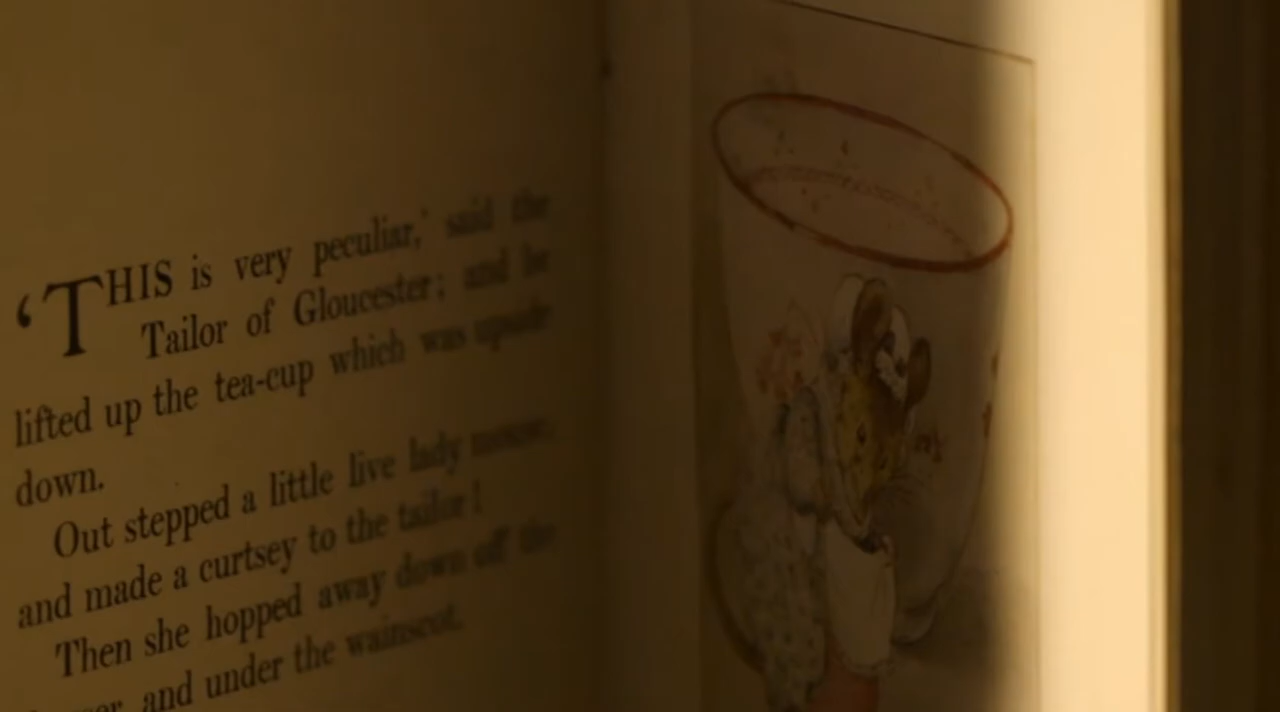 ‘THIS is very peculiar,’ said the
Tailor of Gloucester; and he
lifted up the tea-cup which was upside
down.
Out stepped a little live lady mouse,
and made a curtsey to the tailor!
Then she hopped away down off the
and under the wainscot.